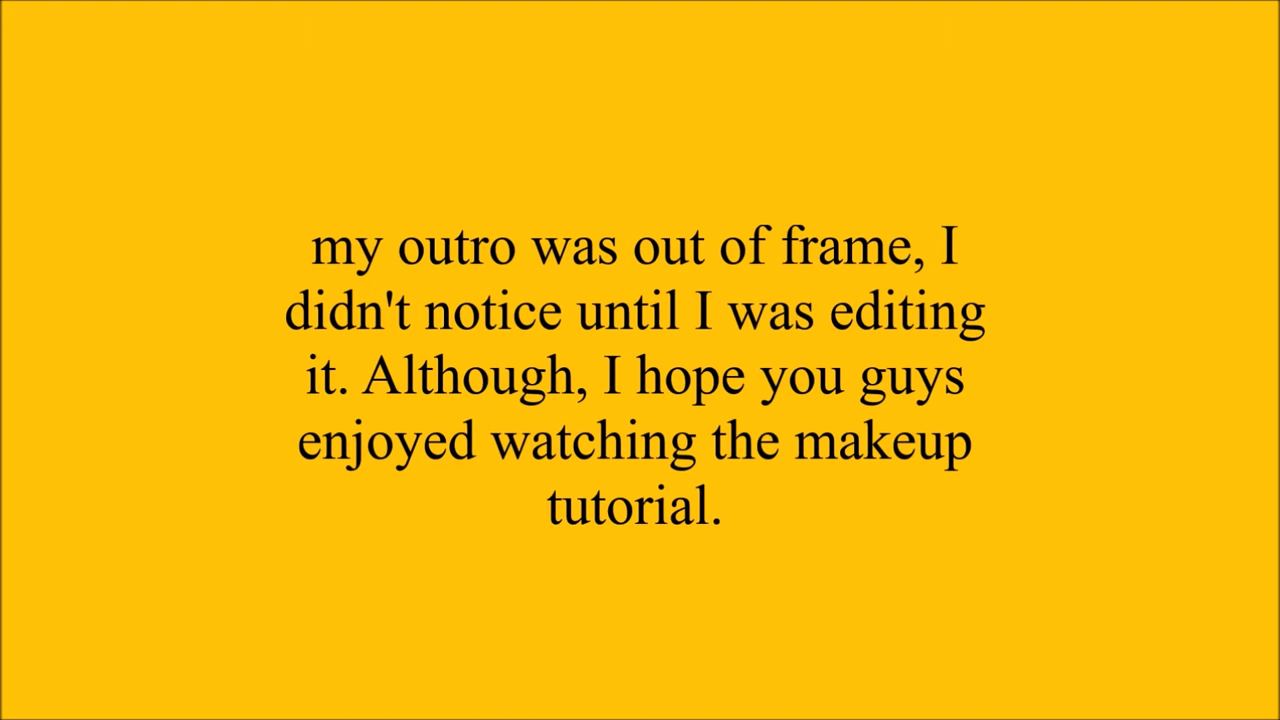 my outro was out of frame, I
didn't notice until I was editing
it. Although, I hope you guys
enjoyed watching the makeup
tutorial.